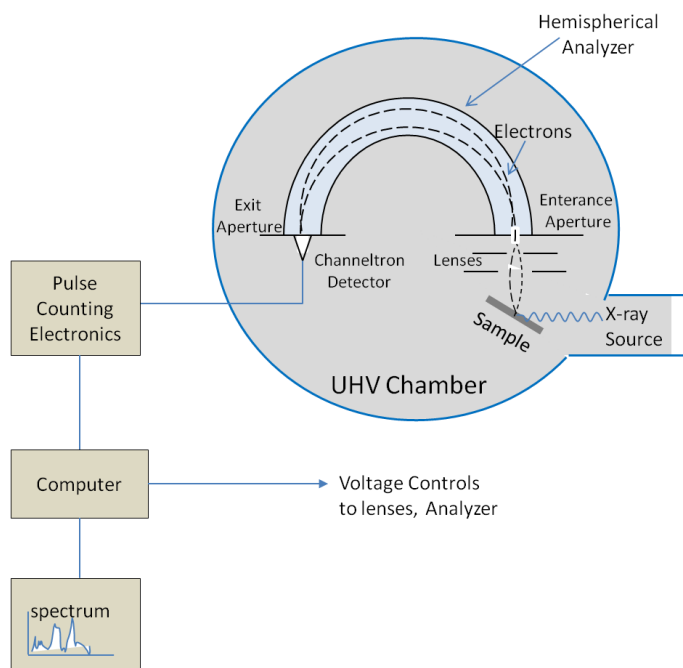 Hemispherical
Analyzer
Electrons
Exit
Aperture
Enterance
Aperture
Channeltron
Detector
Lenses
Pulse
Counting
Electronics
Sample
X-ray
Source
UHV Chamber
Computer
Voltage Controls
to lenses, Analyzer
spectrum